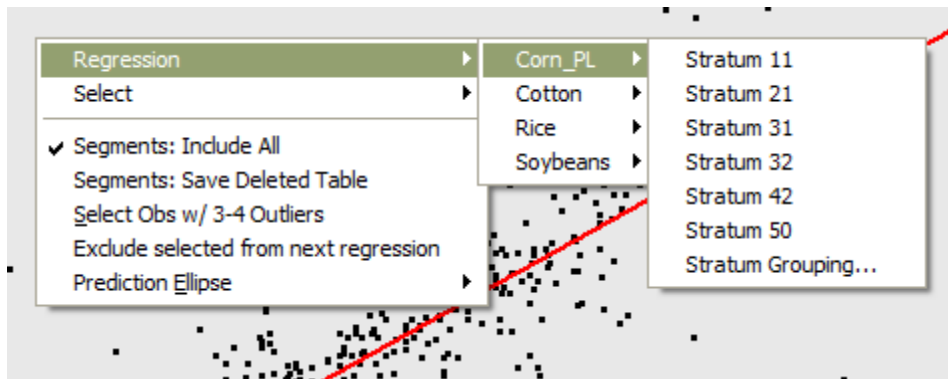 Regression
Select
Segments: Include All
Segments: Save Deleted Table
Select Obs w/ 3-4 Outliers
Exclude selected from next regression
Prediction Ellipse
Corn_PL
Cotton
Rice
Soybeans
Stratum 11
Stratum 21
Stratum 31
Stratum 32
Stratum 42
Stratum 50
Stratum Grouping...